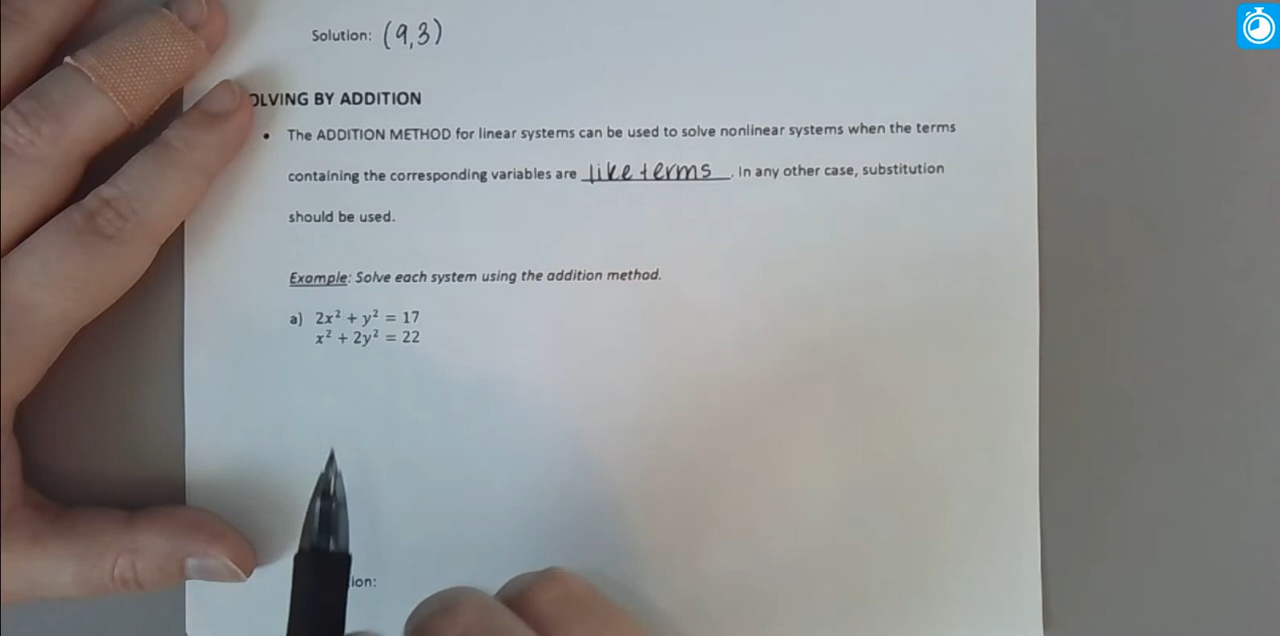 Solution: (9,3)
OLVING BY ADDITION
• The ADDITION METHOD for linear systems can be used to solve nonlinear systems when the terms
containing the corresponding variables are like terms. In any other case, substitution
should be used.
Example: Solve each system using the addition method.
a) 2x² + y² = 17
x² + 2y² = 22
ion: